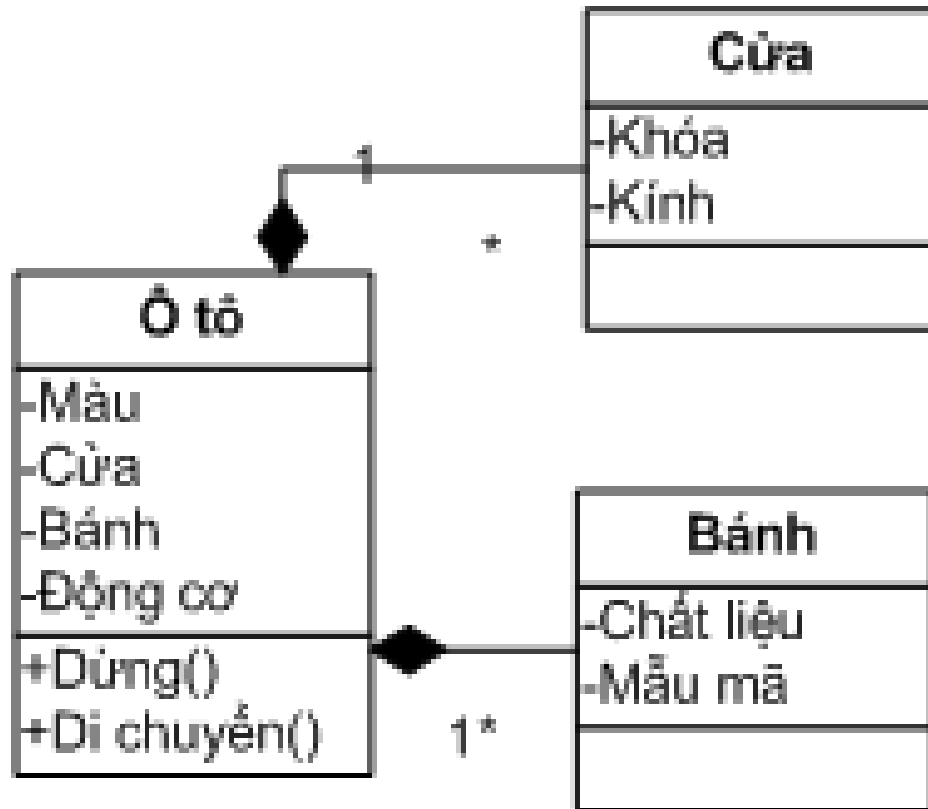 Cửa
-Khóa
-Kính
1
*
Ô tô
-Màu
-Cửa
-Bánh
-Động cơ
+Dừng()
+Di chuyển()
1*
Bánh
-Chất liệu
-Mẫu mã